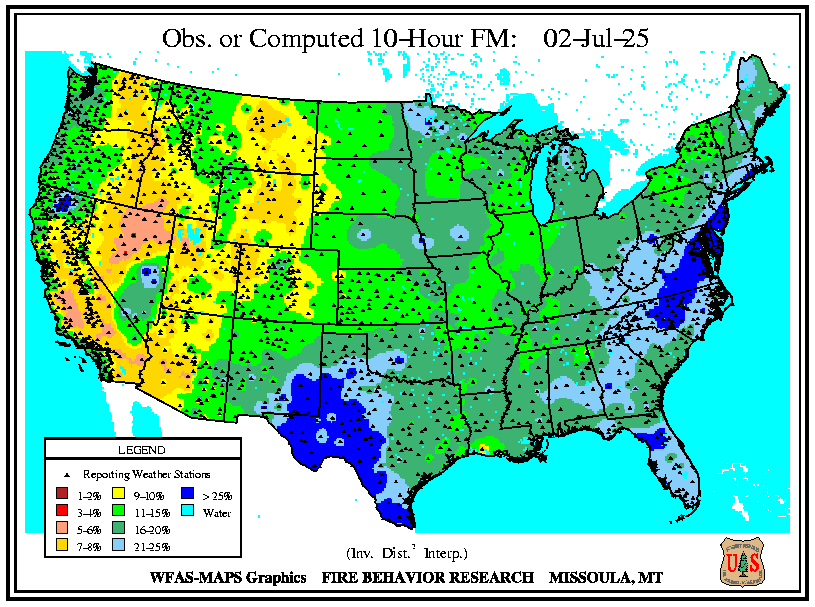 Obs. or Computed 10-Hour FM: 02-Jul-25
LEGEND
Reporting Weather Stations
1-2% 9-10% > 25%
3-4% 11-15% Water
5-6% 16-20%
7-8% 21-25%
(Inv. Dist.² Interp.)
WFAS-MAPS Graphics FIRE BEHAVIOR RESEARCH MISSOULA, MT
U S